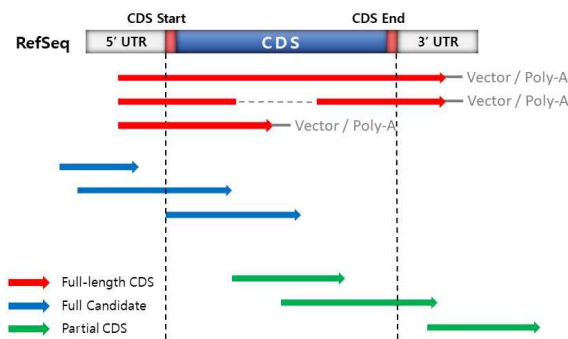 CDS Start CDS End
RefSeq 5' UTR CDS 3' UTR
Vector / Poly-A
Vector / Poly-A
Vector / Poly-A
Full-length CDS
Full Candidate
Partial CDS